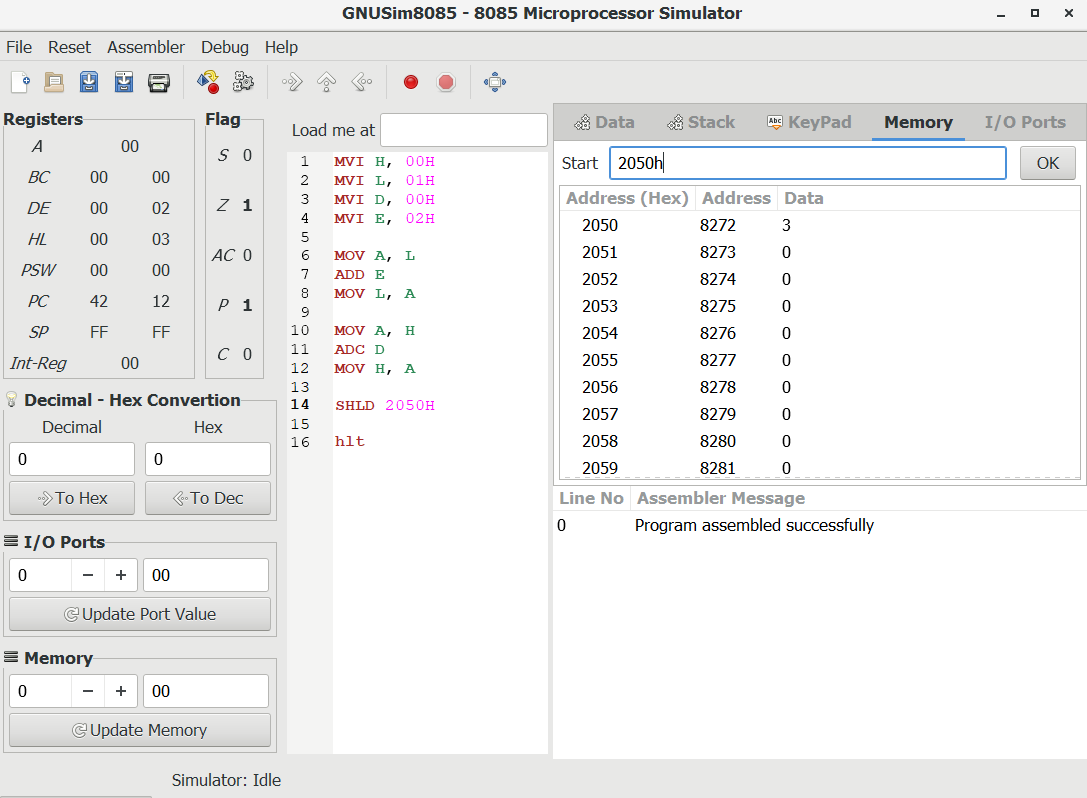 GNUSim8085 - 8085 Microprocessor Simulator
File Reset Assembler Debug Help
Registers
A 00
BC 00 00
DE 00 02
HL 00 03
PSW 00 00
PC 42 12
SP FF FF
Int-Reg 00
Flag
S 0
Z 1
AC 0
P 1
C 0
Decimal - Hex Convertion
Decimal Hex
0 0
To Hex To Dec
I/O Ports
0 − + 00
Update Port Value
Memory
0 − + 00
Update Memory
Load me at
1 MVI H, 00H
2 MVI L, 01H
3 MVI D, 00H
4 MVI E, 02H
5
6 MOV A, L
7 ADD E
8 MOV L, A
9
10 MOV A, H
11 ADC D
12 MOV H, A
13
14 SHLD 2050H
15
16 hlt
Data Stack Abc KeyPad Memory I/O Ports
Start 2050h OK
Address (Hex) Address Data
2050 8272 3
2051 8273 0
2052 8274 0
2053 8275 0
2054 8276 0
2055 8277 0
2056 8278 0
2057 8279 0
2058 8280 0
2059 8281 0
Line No Assembler Message
0 Program assembled successfully
Simulator: Idle